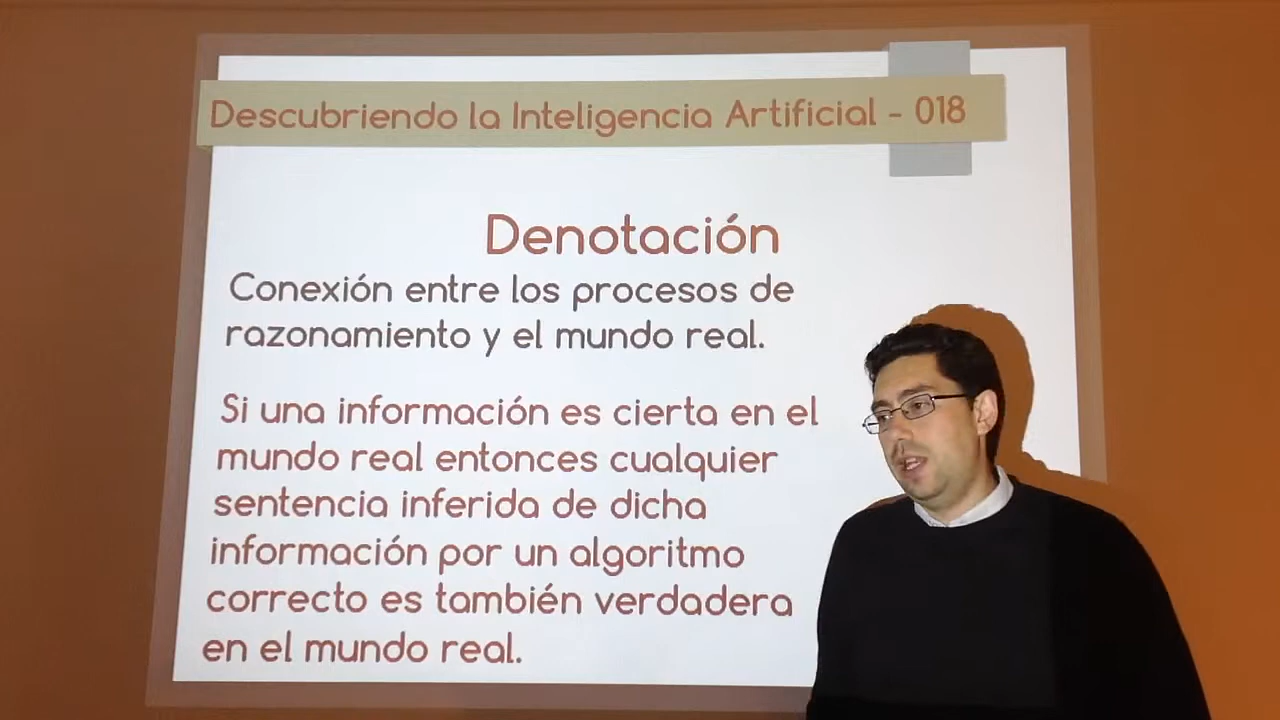 Descubriendo la Inteligencia Artificial - 018
Denotación
Conexión entre los procesos de
razonamiento y el mundo real.
Si una información es cierta en el
mundo real entonces cualquier
sentencia inferida de dicha
información por un algoritmo
correcto es también verdadera
en el mundo real.